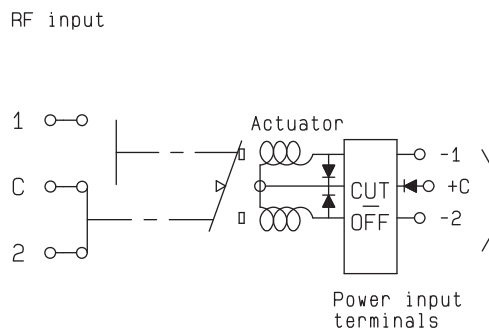 RF input
1
Actuator
-1
C
CUT
OFF
+C
-2
2
Power input
terminals